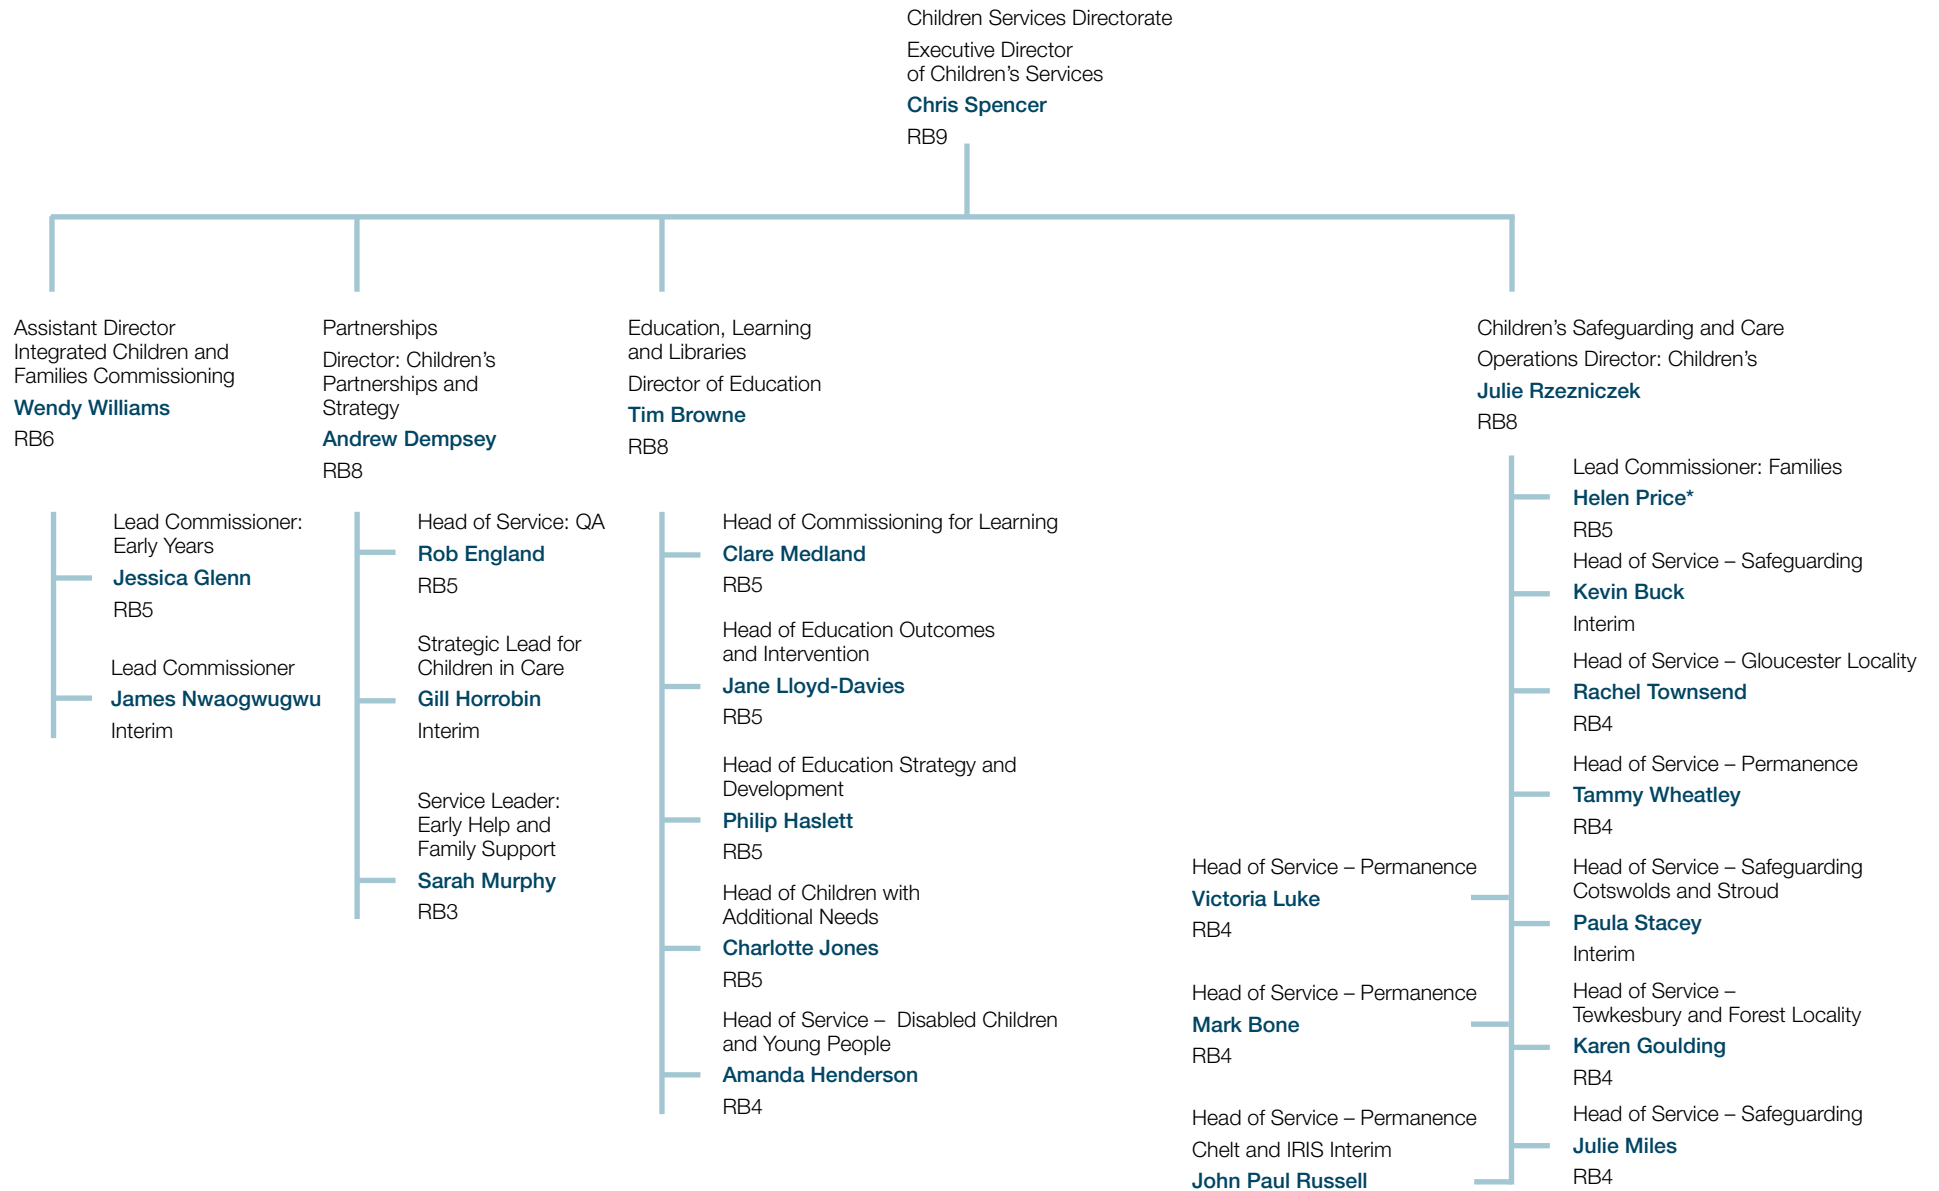 Children Services Directorate
Executive Director
of Children’s Services
Chris Spencer
RB9
Assistant Director
Integrated Children and
Families Commissioning
Wendy Williams
RB6
Lead Commissioner:
Early Years
Jessica Glenn
RB5
Lead Commissioner
James Nwaogwugwu
Interim
Partnerships
Director: Children’s
Partnerships and
Strategy
Andrew Dempsey
RB8
Head of Service: QA
Rob England
RB5
Strategic Lead for
Children in Care
Gill Horrobin
Interim
Service Leader:
Early Help and
Family Support
Sarah Murphy
RB3
Education, Learning
and Libraries
Director of Education
Tim Browne
RB8
Head of Commissioning for Learning
Clare Medland
RB5
Head of Education Outcomes
and Intervention
Jane Lloyd-Davies
RB5
Head of Education Strategy and
Development
Philip Haslett
RB5
Head of Children with
Additional Needs
Charlotte Jones
RB5
Head of Service –  Disabled Children
and Young People
Amanda Henderson
RB4
Children’s Safeguarding and Care
Operations Director: Children’s
Julie Rzezniczek
RB8
Lead Commissioner: Families
Helen Price*
RB5
Head of Service – Safeguarding
Kevin Buck
Interim
Head of Service – Gloucester Locality
Rachel Townsend
RB4
Head of Service – Permanence
Tammy Wheatley
RB4
Head of Service – Safeguarding
Cotswolds and Stroud
Paula Stacey
Interim
Head of Service –
Tewkesbury and Forest Locality
Karen Goulding
RB4
Head of Service – Safeguarding
Julie Miles
RB4
Head of Service – Permanence
Victoria Luke
RB4
Head of Service – Permanence
Mark Bone
RB4
Head of Service – Permanence
Chelt and IRIS Interim
John Paul Russell